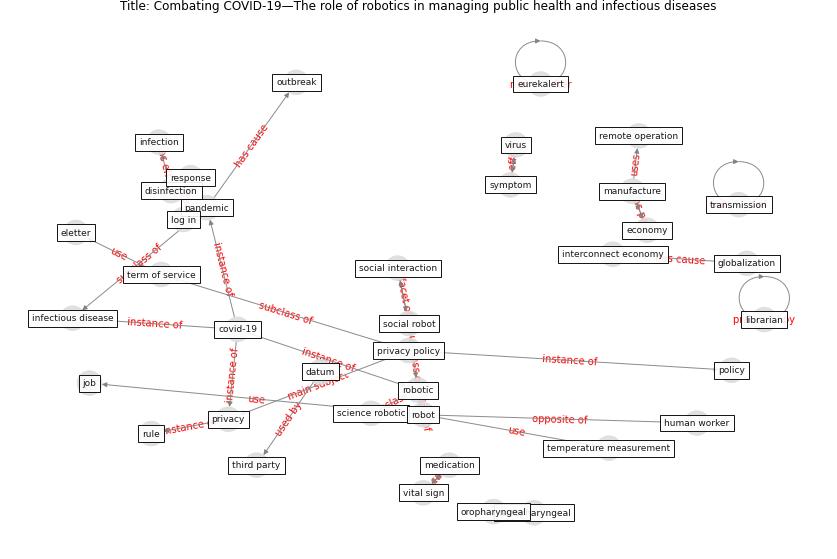 Title: Combating COVID-19—The role of robotics in managing public health and infectious diseases
outbreak
eurekalert
has cause
infection
virus
remote operation
response
disinfection
symptom
uses
manufacture
transmission
pandemic
log in
eletter
economy
use
interconnect economy
cause
globalization
term of service
social interaction
instance of
infectious disease
instance of
subclass of
librarian
social robot
covid-19
instance of
privacy policy
instance of
policy
datum
job
use
main subject
robotic
instance of
science robotic
robot
opposite of
human worker
privacy
rule
used by
use
temperature measurement
third party
medication
vital sign
oropharyngeal